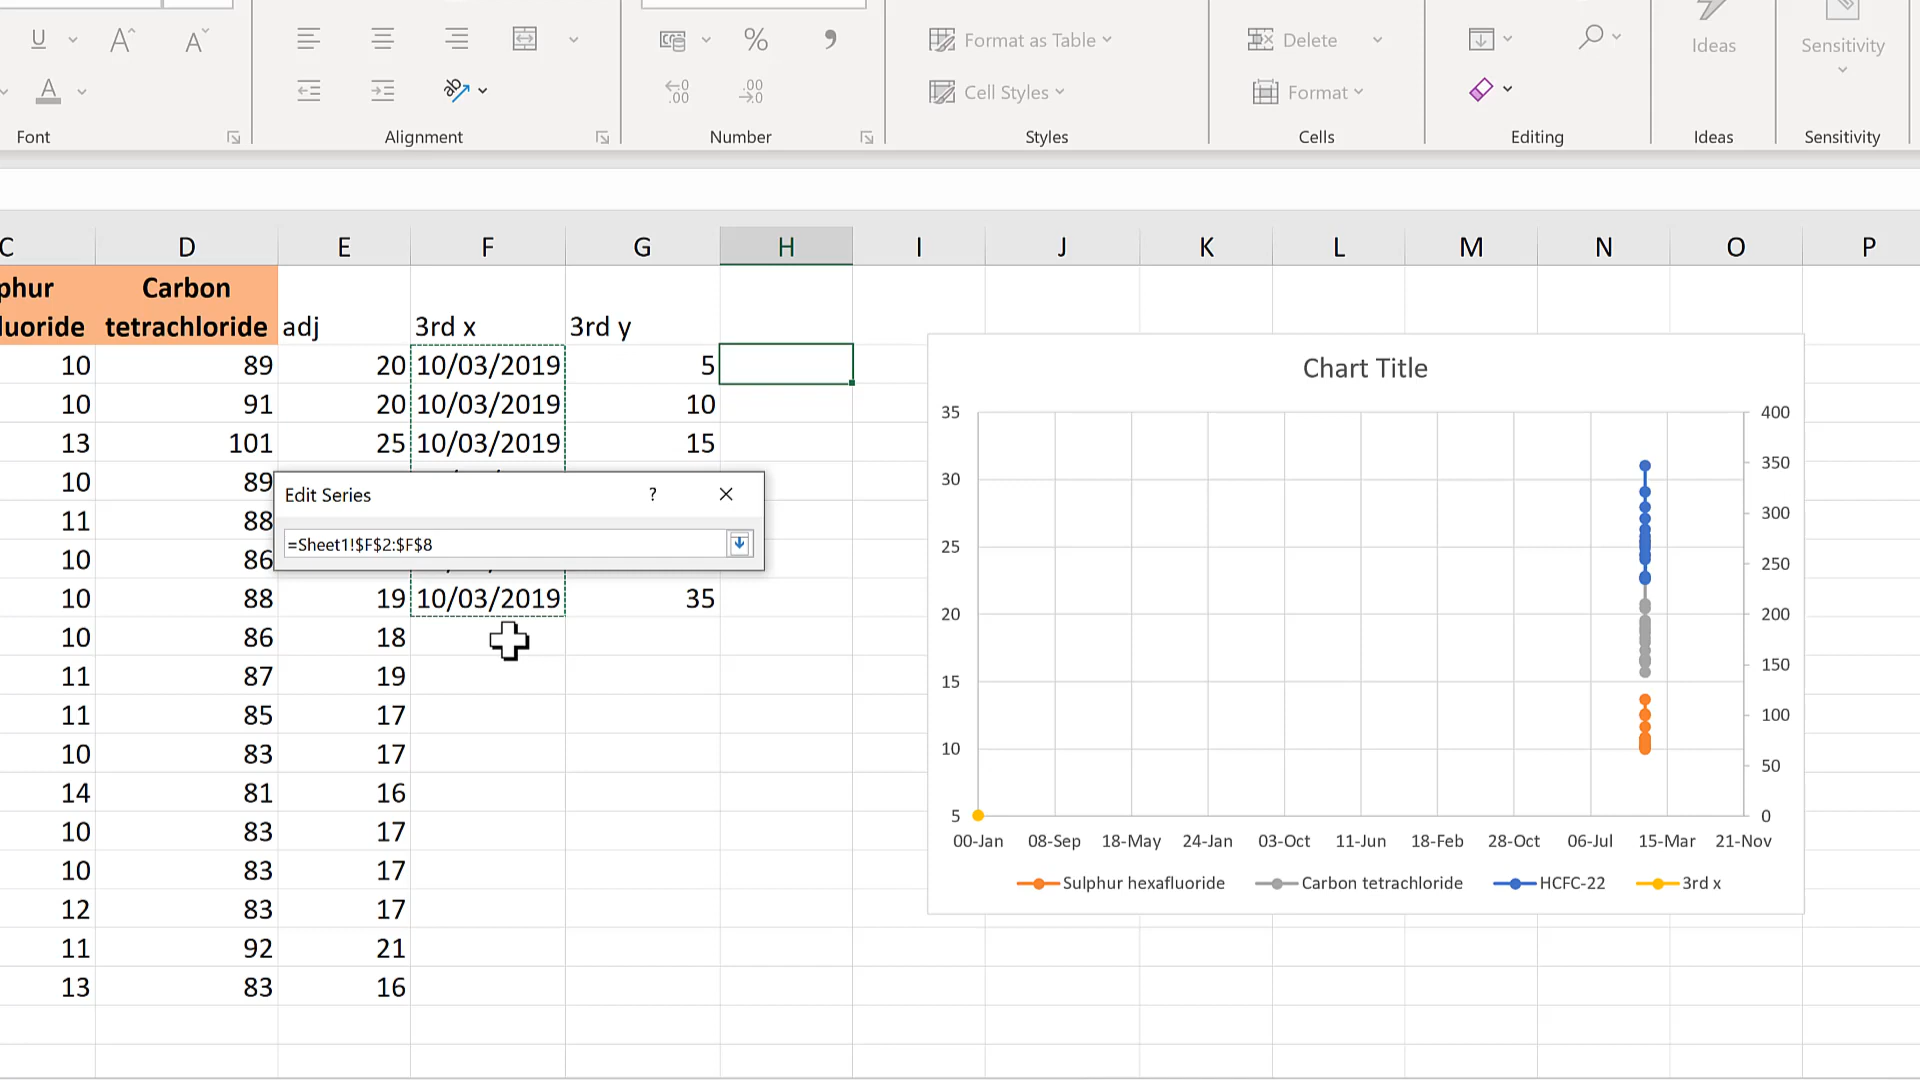 U A^ Aˇ
A
ab
%
,
←0
.00
.00
→0
Format as Table
Cell Styles
Delete
Format
Ideas
Sensitivity
Font
Alignment
Number
Styles
Cells
Editing
Ideas
Sensitivity
C D E F G H I J K L M N O P
phur
luoride
Carbon
tetrachloride
adj 3rd x 3rd y
10 89 20 10/03/2019 5
10 91 20 10/03/2019 10
13 101 25 10/03/2019 15
10 89
11 88
10 86
10 88 19 10/03/2019 35
10 86 18
11 87 19
11 85 17
10 83 17
14 81 16
10 83 17
10 83 17
12 83 17
11 92 21
13 83 16
Edit Series ?
=Sheet1!$F$2:$F$8
Chart Title
35 400
350
30
300
25
250
20 200
150
15
100
10
50
5 0
00-Jan 08-Sep 18-May 24-Jan 03-Oct 11-Jun 18-Feb 28-Oct 06-Jul 15-Mar 21-Nov
Sulphur hexafluoride Carbon tetrachloride HCFC-22 3rd x